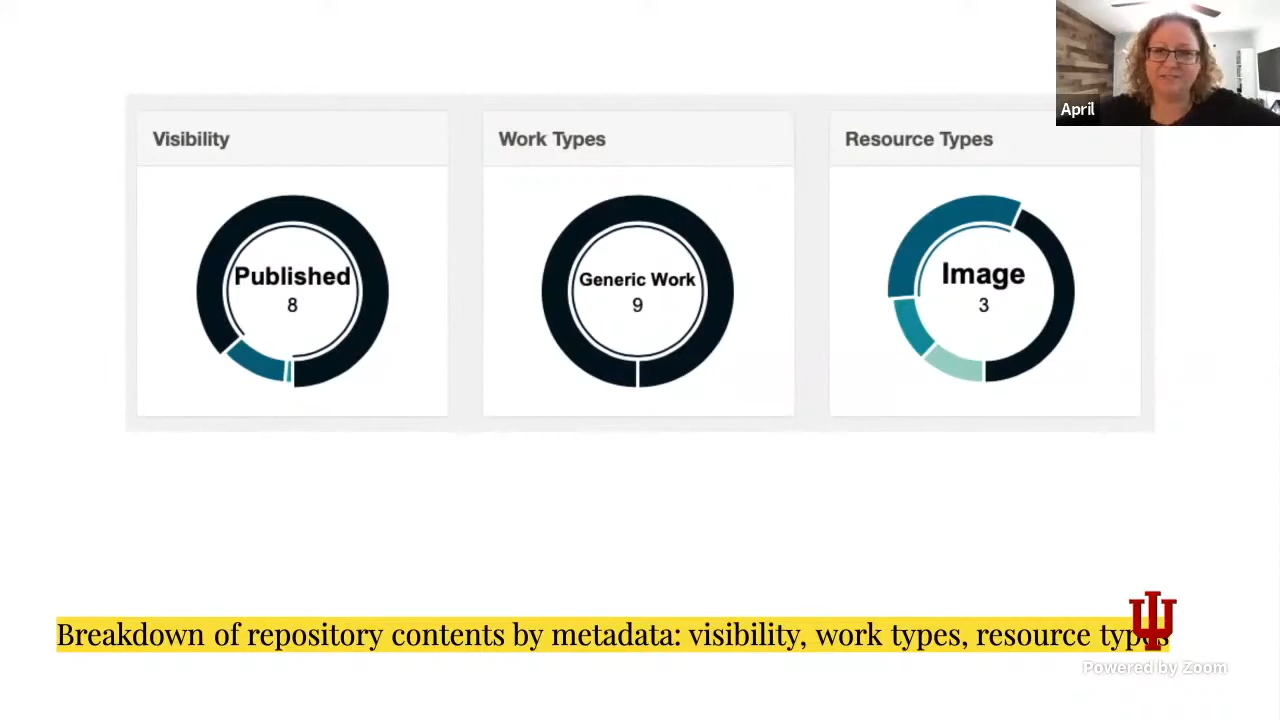 April
Visibility
Work Types
Resource Types
Published
8
Generic Work
9
Image
3
Breakdown of repository contents by metadata: visibility, work types, resource types
Powered by Zoom